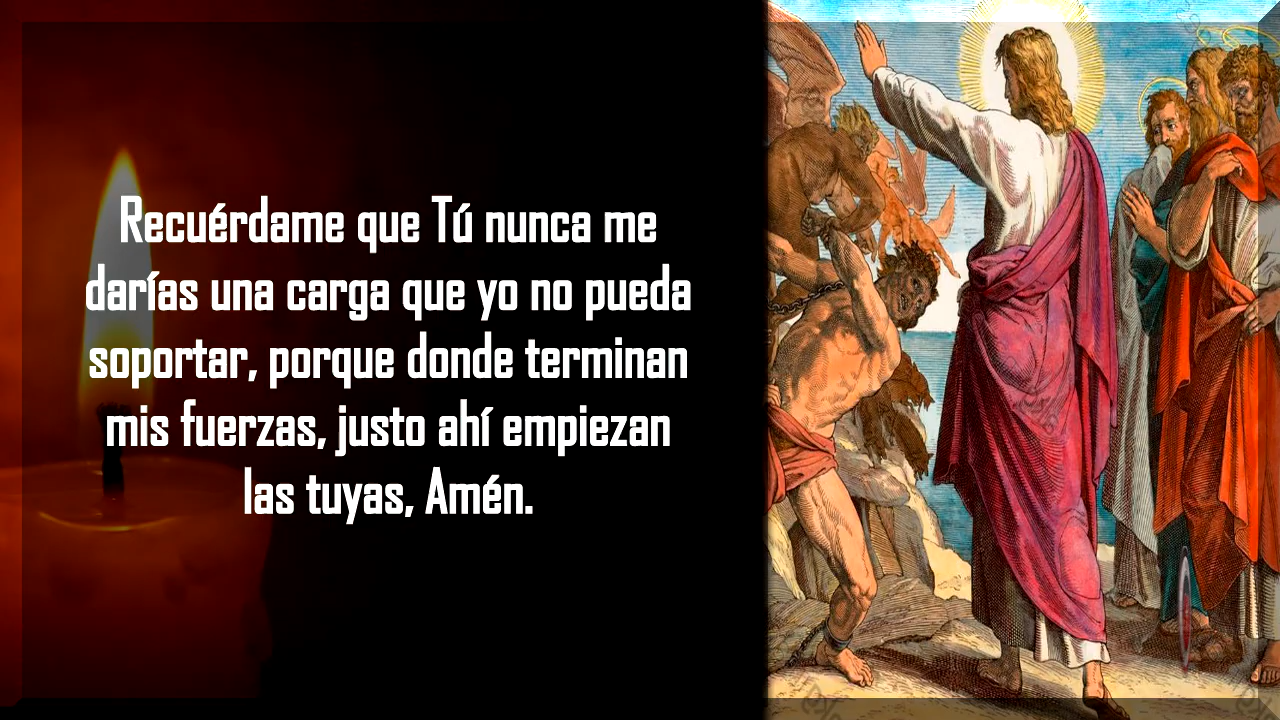 Recuérdame que Tú nunca me
darías una carga que yo no pueda
soportar, porque donde terminan
mis fuerzas, justo ahí empiezan
las tuyas, Amén.